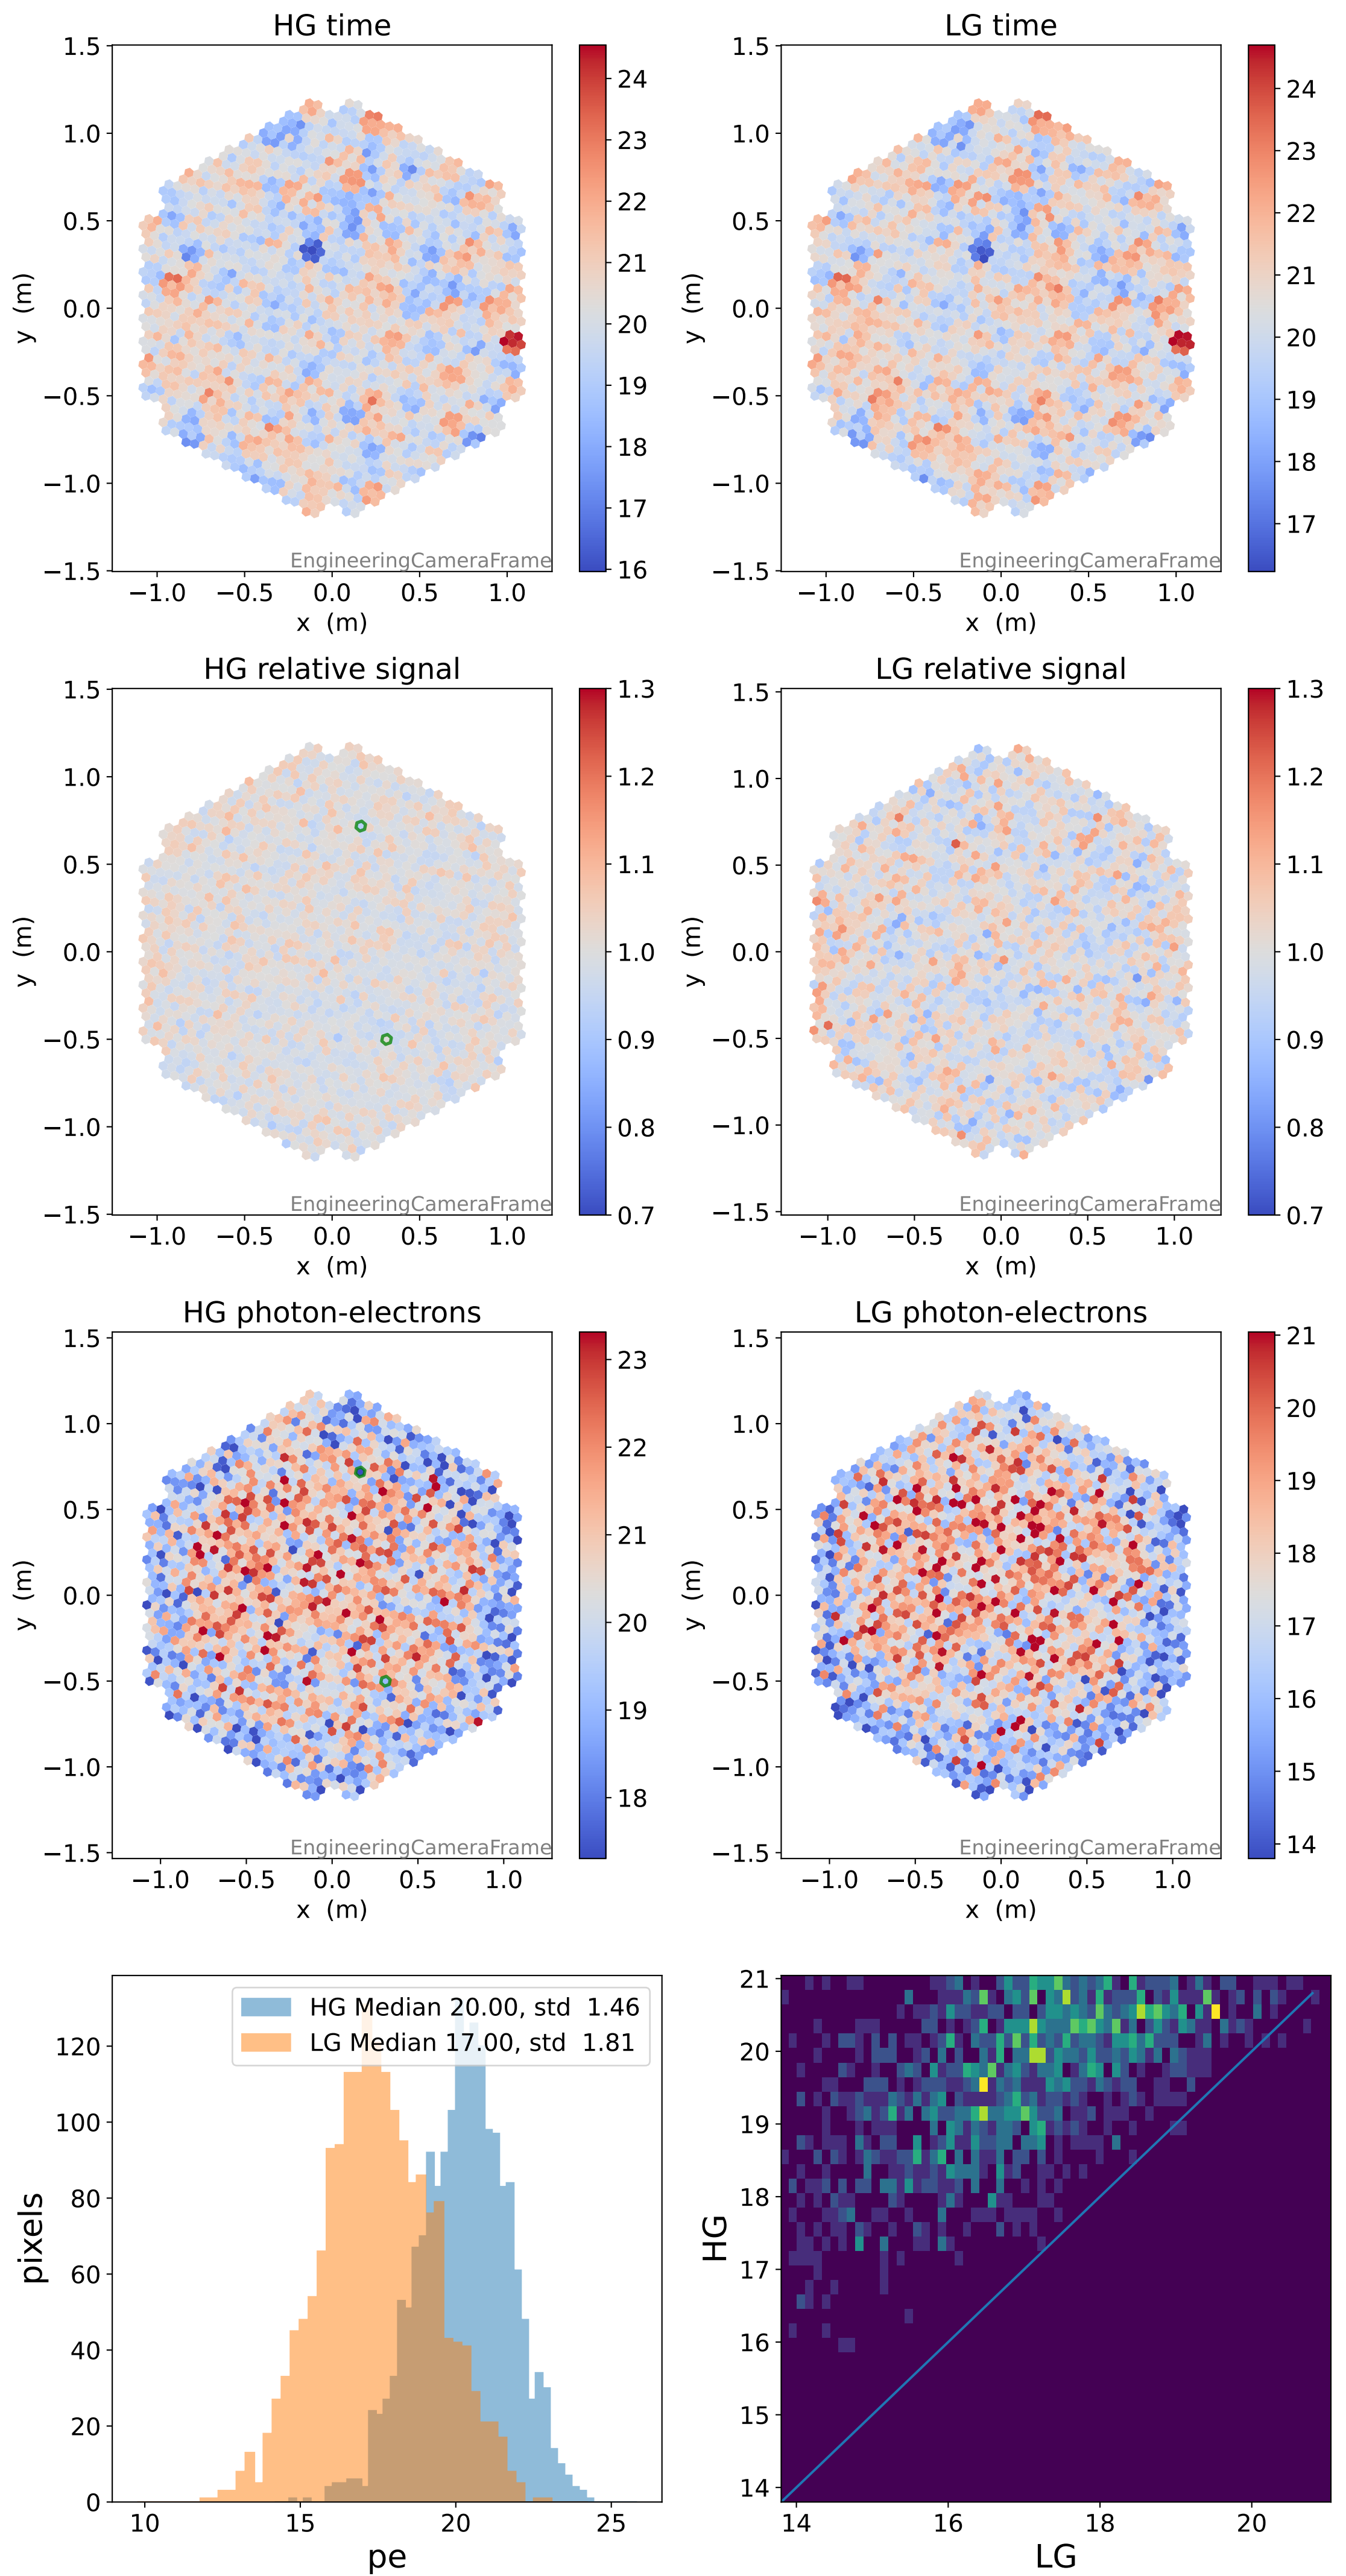 HG time
1.5
1.0
0.5
0.0
−0.5
−1.0
−1.5
y (m)
−1.0 −0.5 0.0 0.5 1.0
x (m)
EngineeringCameraFrame
24
23
22
21
20
19
18
17
16
LG time
1.5
1.0
0.5
0.0
−0.5
−1.0
−1.5
y (m)
−1.0 −0.5 0.0 0.5 1.0
x (m)
EngineeringCameraFrame
24
23
22
21
20
19
18
17
HG relative signal
1.5
1.0
0.5
0.0
−0.5
−1.0
−1.5
y (m)
−1.0 −0.5 0.0 0.5 1.0
x (m)
EngineeringCameraFrame
1.3
1.2
1.1
1.0
0.9
0.8
0.7
LG relative signal
1.5
1.0
0.5
0.0
−0.5
−1.0
−1.5
y (m)
−1.0 −0.5 0.0 0.5 1.0
x (m)
EngineeringCameraFrame
1.3
1.2
1.1
1.0
0.9
0.8
0.7
HG photon-electrons
1.5
1.0
0.5
0.0
−0.5
−1.0
−1.5
y (m)
−1.0 −0.5 0.0 0.5 1.0
x (m)
EngineeringCameraFrame
23
22
21
20
19
18
LG photon-electrons
1.5
1.0
0.5
0.0
−0.5
−1.0
−1.5
y (m)
−1.0 −0.5 0.0 0.5 1.0
x (m)
EngineeringCameraFrame
21
20
19
18
17
16
15
14
HG Median 20.00, std 1.46
LG Median 17.00, std 1.81
120
100
80
60
40
20
0
pixels
10 15 20 25
pe
21
20
19
18
17
16
15
14
HG
14 16 18 20
LG